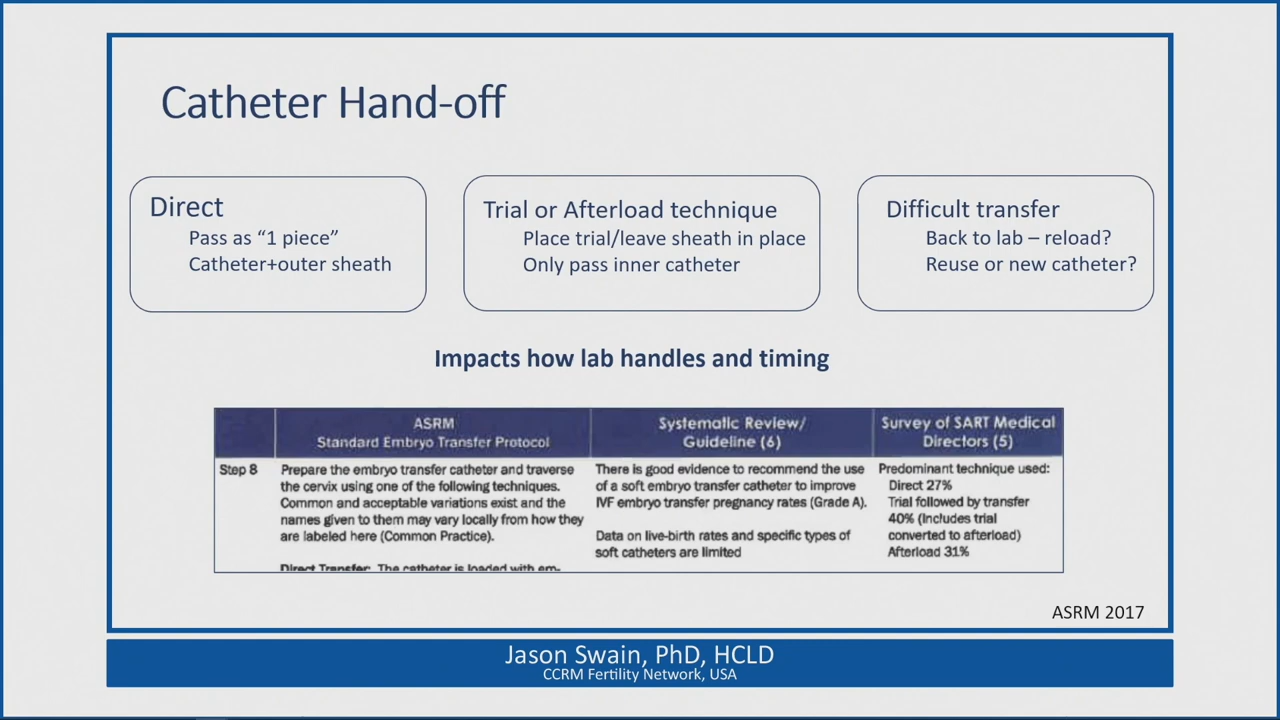 Catheter Hand-off
Direct
Pass as “1 piece”
Catheter+outer sheath
Trial or Afterload technique
Place trial/leave sheath in place
Only pass inner catheter
Difficult transfer
Back to lab – reload?
Reuse or new catheter?
Impacts how lab handles and timing
ASRM
Standard Embryo Transfer Protocol
Systematic Review/
Guideline (6)
Survey of SART Medical
Directors (5)
Step 8
Prepare the embryo transfer catheter and traverse
the cervix using one of the following techniques.
Common and acceptable variations exist and the
names given to them may vary locally from how they
are labeled here (Common Practice).
Direct Transfer: The catheter is loaded with em-
There is good evidence to recommend the use
of a soft embryo transfer catheter to improve
IVF embryo transfer pregnancy rates (Grade A).
Data on live-birth rates and specific types of
soft catheters are limited
Predominant technique used:
Direct 27%
Trial followed by transfer
40% (Includes trial
converted to afterload)
Afterload 31%
ASRM 2017
Jason Swain, PhD, HCLD
CCRM Fertility Network, USA